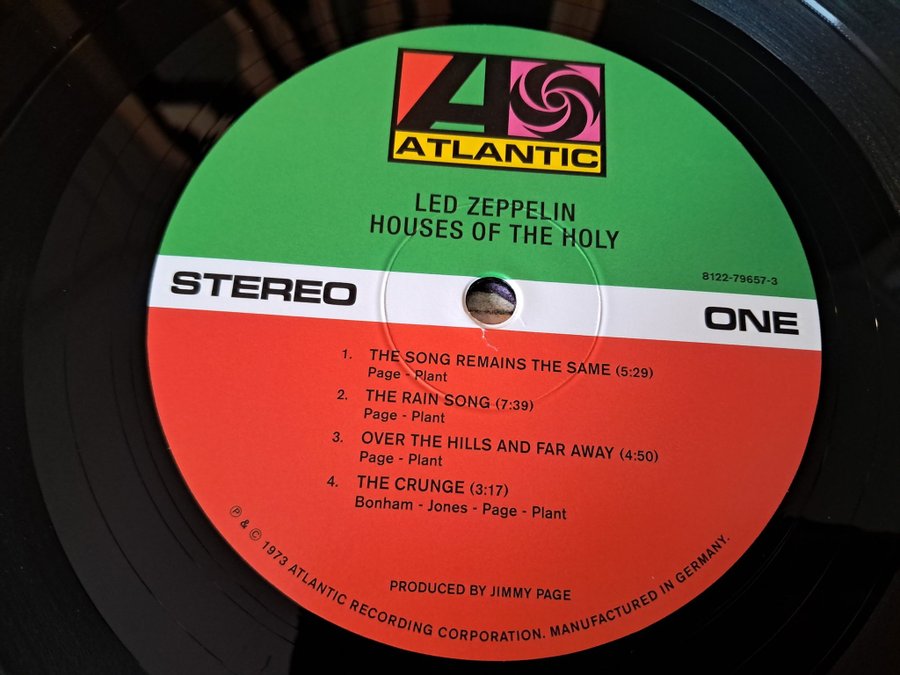 ATLANTIC
LED ZEPPELIN
HOUSES OF THE HOLY
8122-79657-3
STEREO
ONE
1. THE SONG REMAINS THE SAME (5:29)
Page - Plant
2. THE RAIN SONG (7:39)
Page - Plant
3. OVER THE HILLS AND FAR AWAY (4:50)
Page - Plant
4. THE CRUNGE (3:17)
Bonham - Jones - Page - Plant
PRODUCED BY JIMMY PAGE
℗ & © 1973 ATLANTIC RECORDING CORPORATION. MANUFACTURED IN GERMANY.